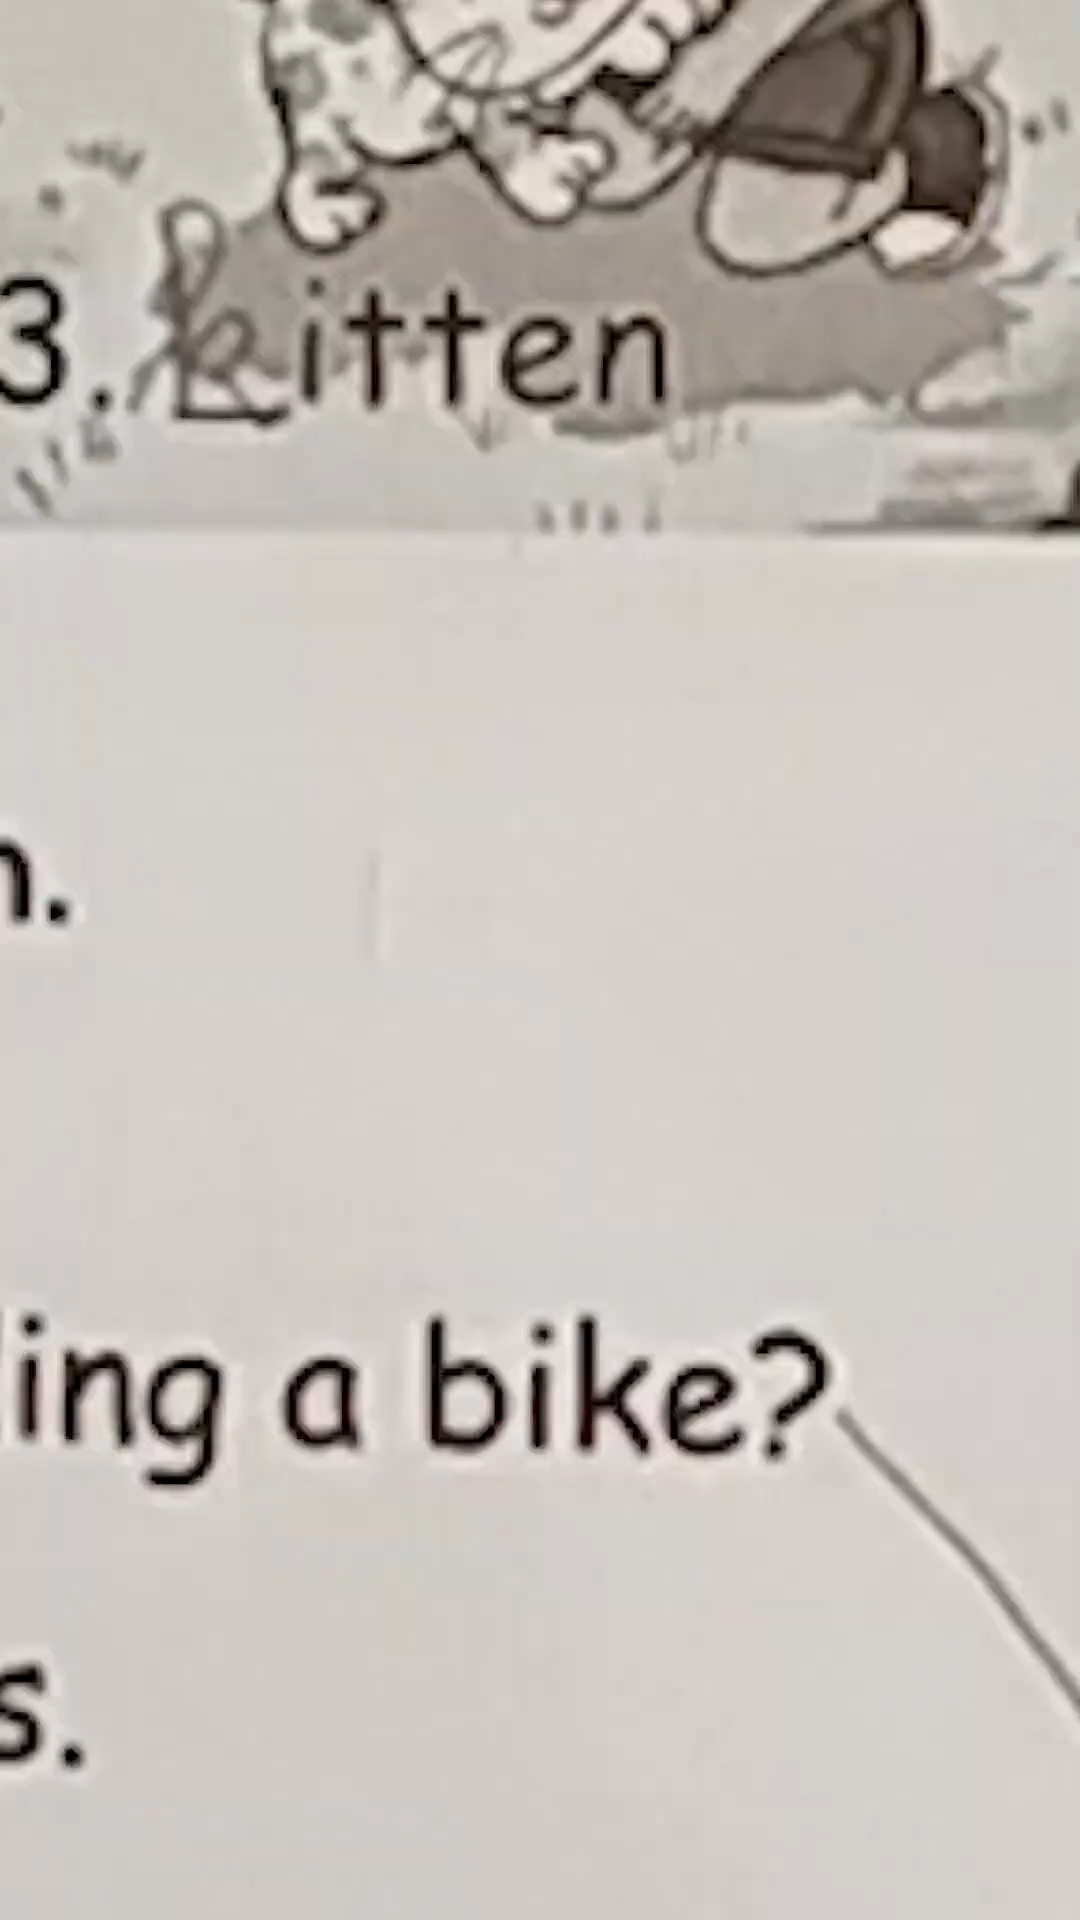 3. kitten
n.
ing a bike?
s.